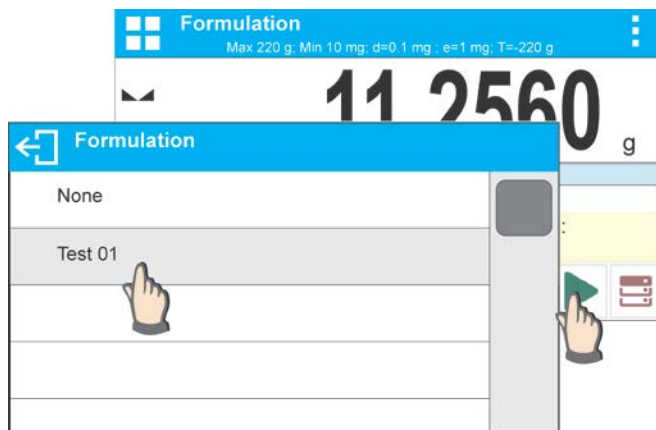 Formulation
Max 220 g; Min 10 mg; d=0.1 mg ; e=1 mg; T=-220 g
11.2560
g
Formulation
None
Test 01
: